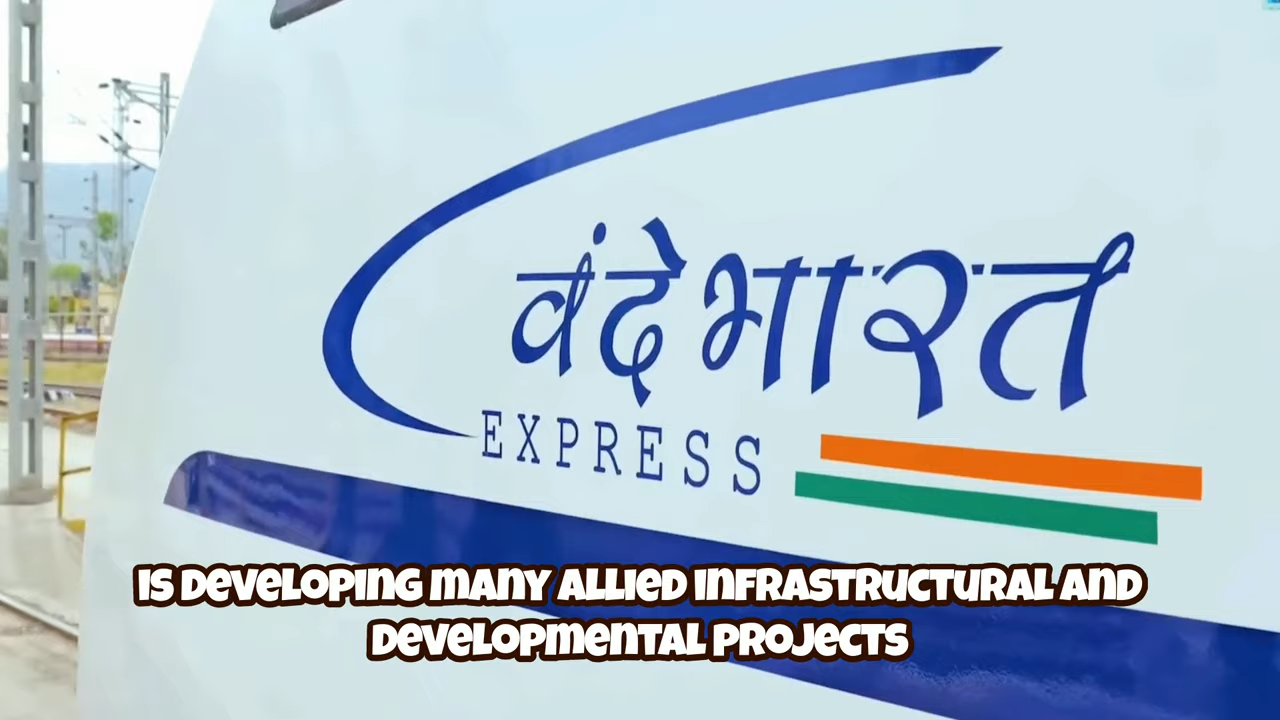 वंदे भारत
EXPRESS
IS DEVELOPING MANY ALLIED INFRASTRUCTURAL AND
DEVELOPMENTAL PROJECTS